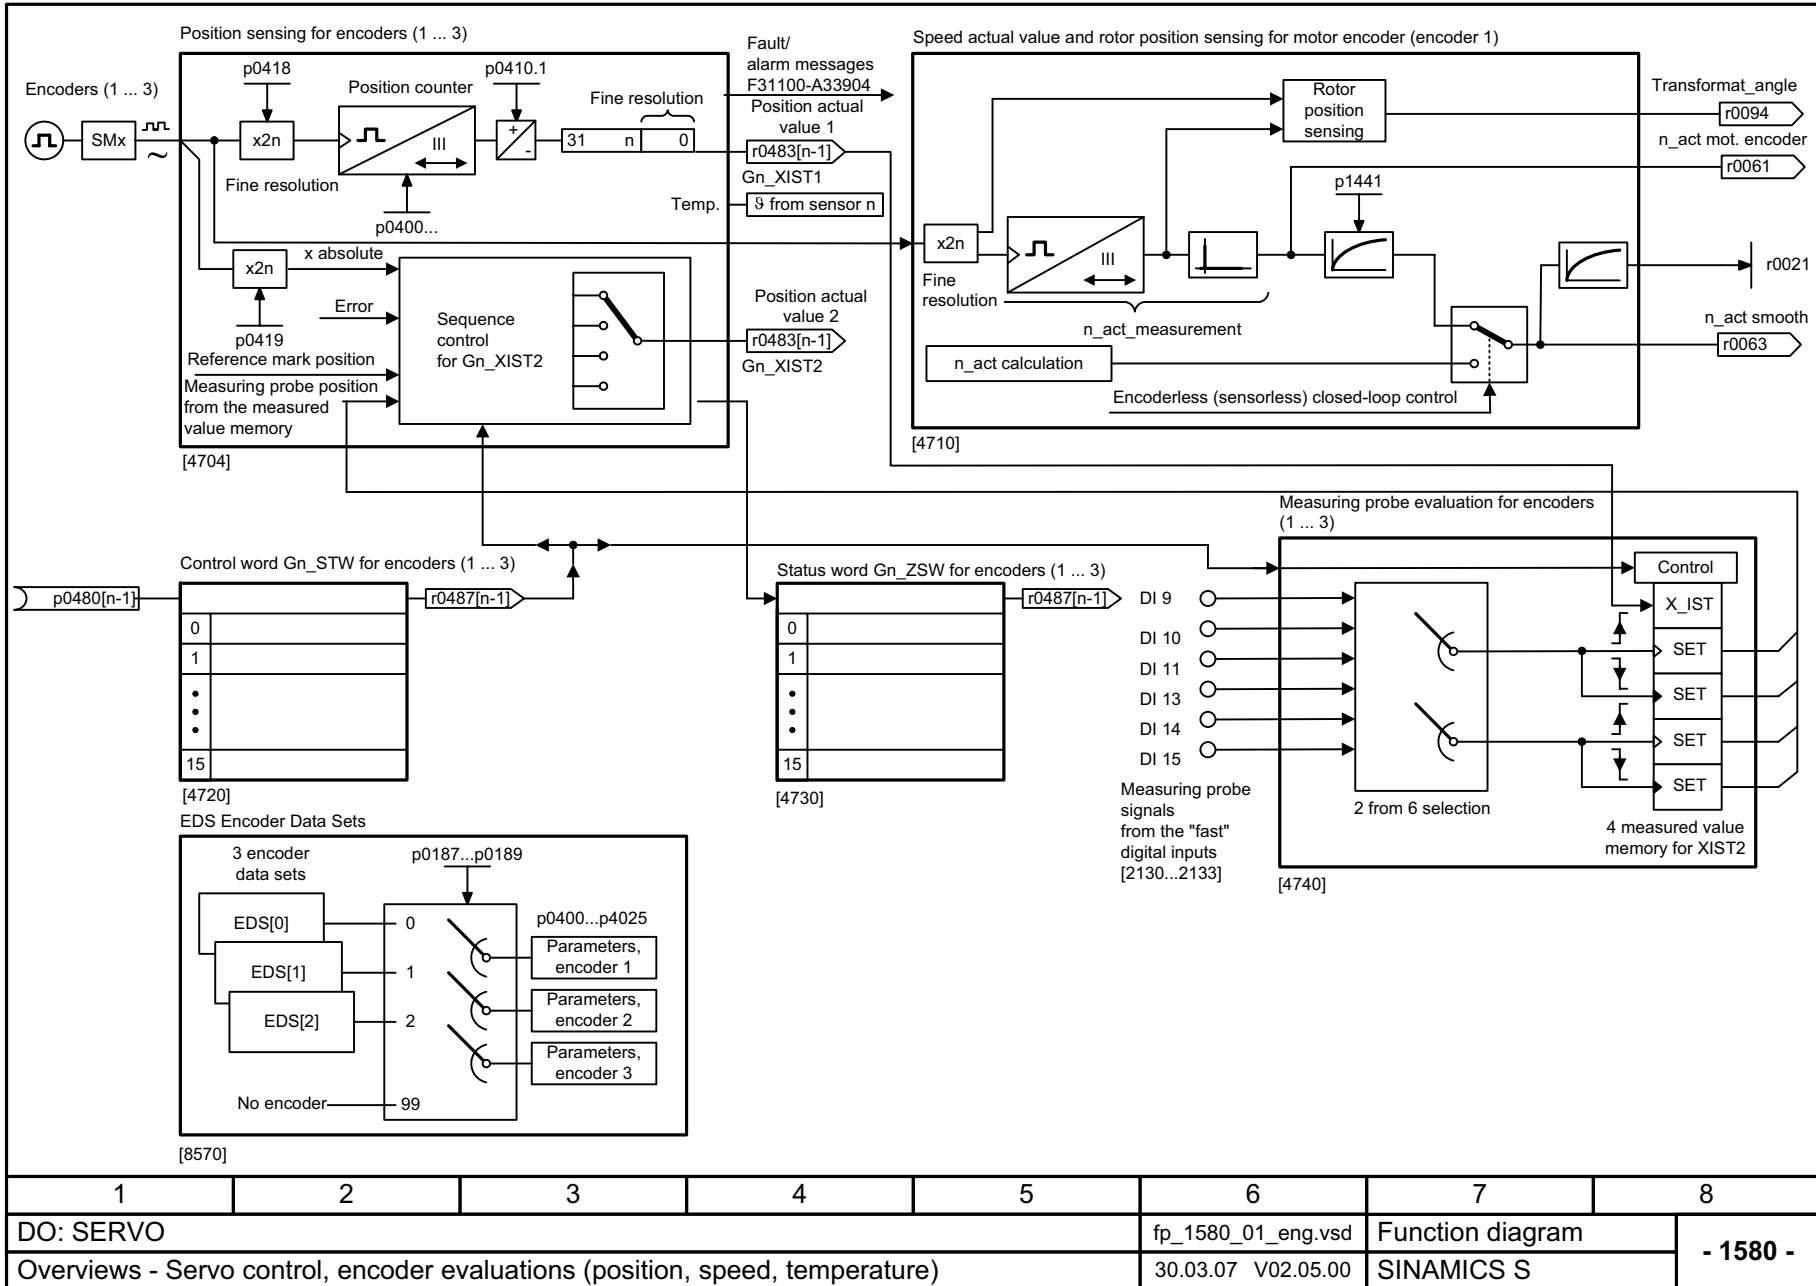 Position sensing for encoders (1 ... 3)
Encoders (1 ... 3)
SMx
~
p0418
x2n
Fine resolution
Position counter
III
p0400...
p0410.1
+
-
Fine resolution
31 n 0
Fault/
alarm messages
F31100-A33904
Position actual
value 1
r0483[n-1]
Gn_XIST1
Temp.
ϑ from sensor n
x2n
x absolute
p0419
Error
Reference mark position
Measuring probe position
from the measured
value memory
Sequence
control
for Gn_XIST2
Position actual
value 2
r0483[n-1]
Gn_XIST2
[4704]
Speed actual value and rotor position sensing for motor encoder (encoder 1)
Rotor
position
sensing
Transformat_angle
r0094
n_act mot. encoder
r0061
p1441
x2n
Fine
resolution
III
n_act_measurement
n_act calculation
Encoderless (sensorless) closed-loop control
r0021
n_act smooth
r0063
[4710]
Control word Gn_STW for encoders (1 ... 3)
p0480[n-1]
r0487[n-1]
0
1
15
[4720]
Status word Gn_ZSW for encoders (1 ... 3)
r0487[n-1]
0
1
15
[4730]
Measuring probe evaluation for encoders
(1 ... 3)
DI 9
DI 10
DI 11
DI 13
DI 14
DI 15
Measuring probe
signals
from the "fast"
digital inputs
[2130...2133]
2 from 6 selection
Control
X_IST
SET
SET
SET
SET
4 measured value
memory for XIST2
[4740]
EDS Encoder Data Sets
3 encoder
data sets
p0187...p0189
EDS[0]
EDS[1]
EDS[2]
0
1
2
No encoder
99
p0400...p4025
Parameters,
encoder 1
Parameters,
encoder 2
Parameters,
encoder 3
[8570]
1 2 3 4 5 6 7 8
DO: SERVO
fp_1580_01_eng.vsd
Function diagram
- 1580 -
Overviews - Servo control, encoder evaluations (position, speed, temperature)
30.03.07 V02.05.00
SINAMICS S